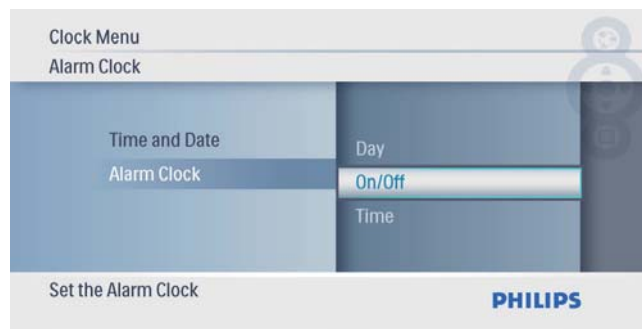 Clock Menu
Alarm Clock
Time and Date
Alarm Clock
Day
On/Off
Time
Set the Alarm Clock
PHILIPS